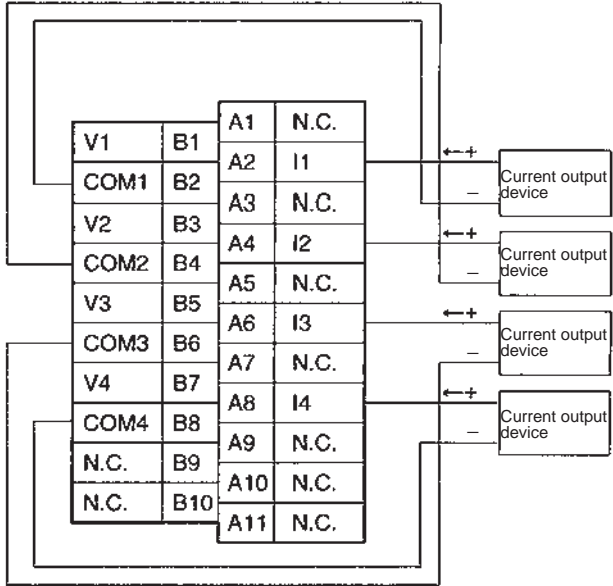 V1 B1
COM1 B2
V2 B3
COM2 B4
V3 B5
COM3 B6
V4 B7
COM4 B8
N.C. B9
N.C. B10
A1 N.C.
A2 I1
A3 N.C.
A4 I2
A5 N.C.
A6 I3
A7 N.C.
A8 I4
A9 N.C.
A10 N.C.
A11 N.C.
←+
−
Current output
device
←+
−
Current output
device
←+
−
Current output
device
←+
−
Current output
device